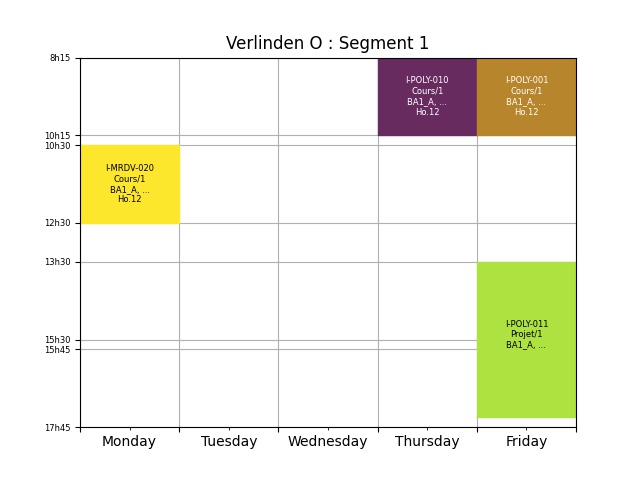 Verlinden O : Segment 1
8h15
I-POLY-010
Cours/1
BA1_A, ...
Ho.12
I-POLY-001
Cours/1
BA1_A, ...
Ho.12
10h15
10h30
I-MRDV-020
Cours/1
BA1_A, ...
Ho.12
12h30
13h30
I-POLY-011
Projet/1
BA1_A, ...
15h30
15h45
17h45
Monday
Tuesday
Wednesday
Thursday
Friday